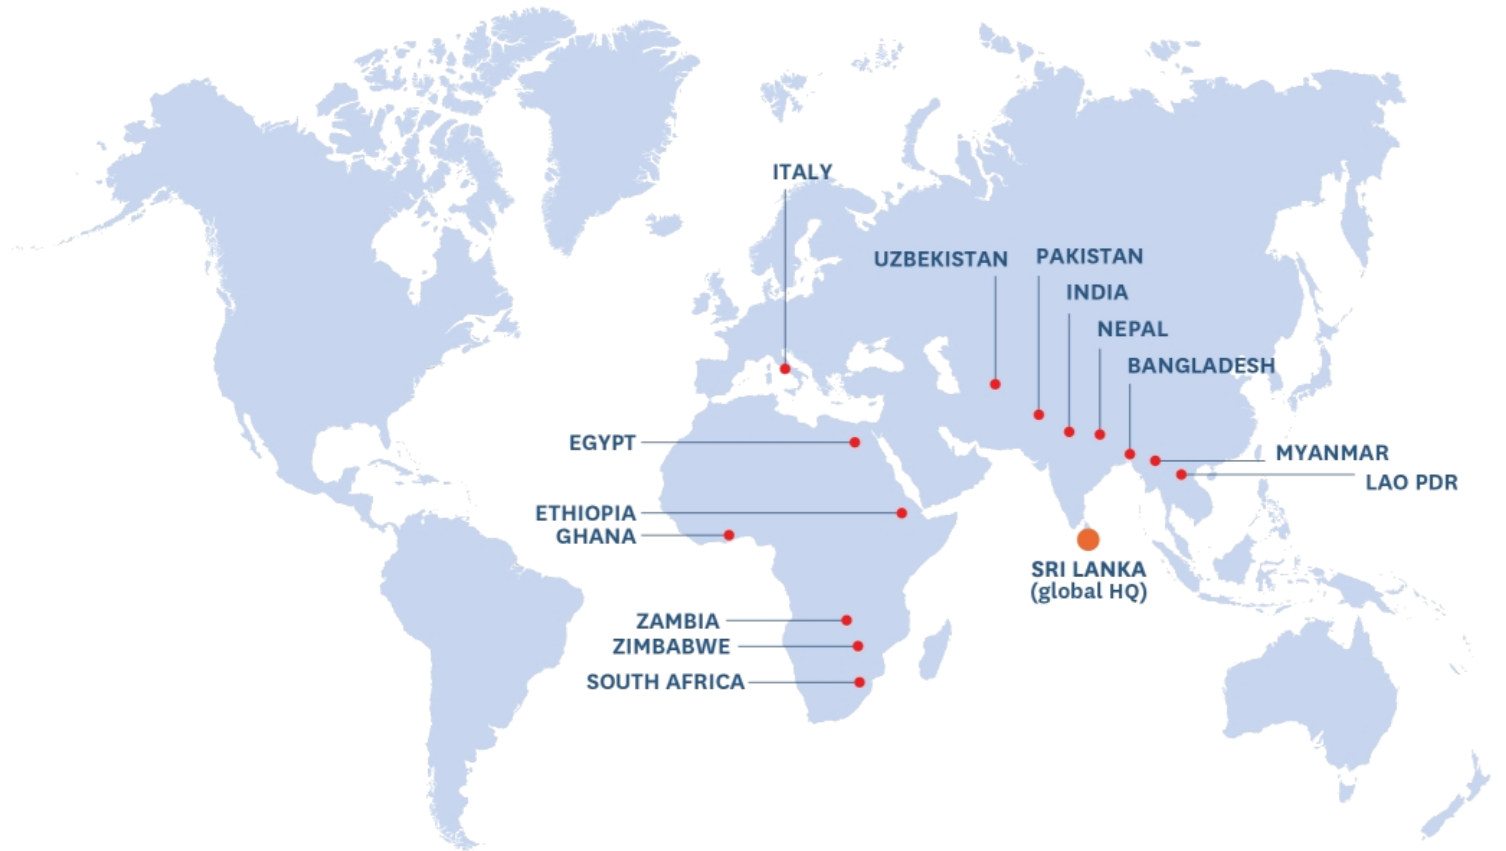 ITALY
UZBEKISTAN
PAKISTAN
INDIA
NEPAL
BANGLADESH
EGYPT
MYANMAR
LAO PDR
ETHIOPIA
GHANA
SRI LANKA
(global HQ)
ZAMBIA
ZIMBABWE
SOUTH AFRICA